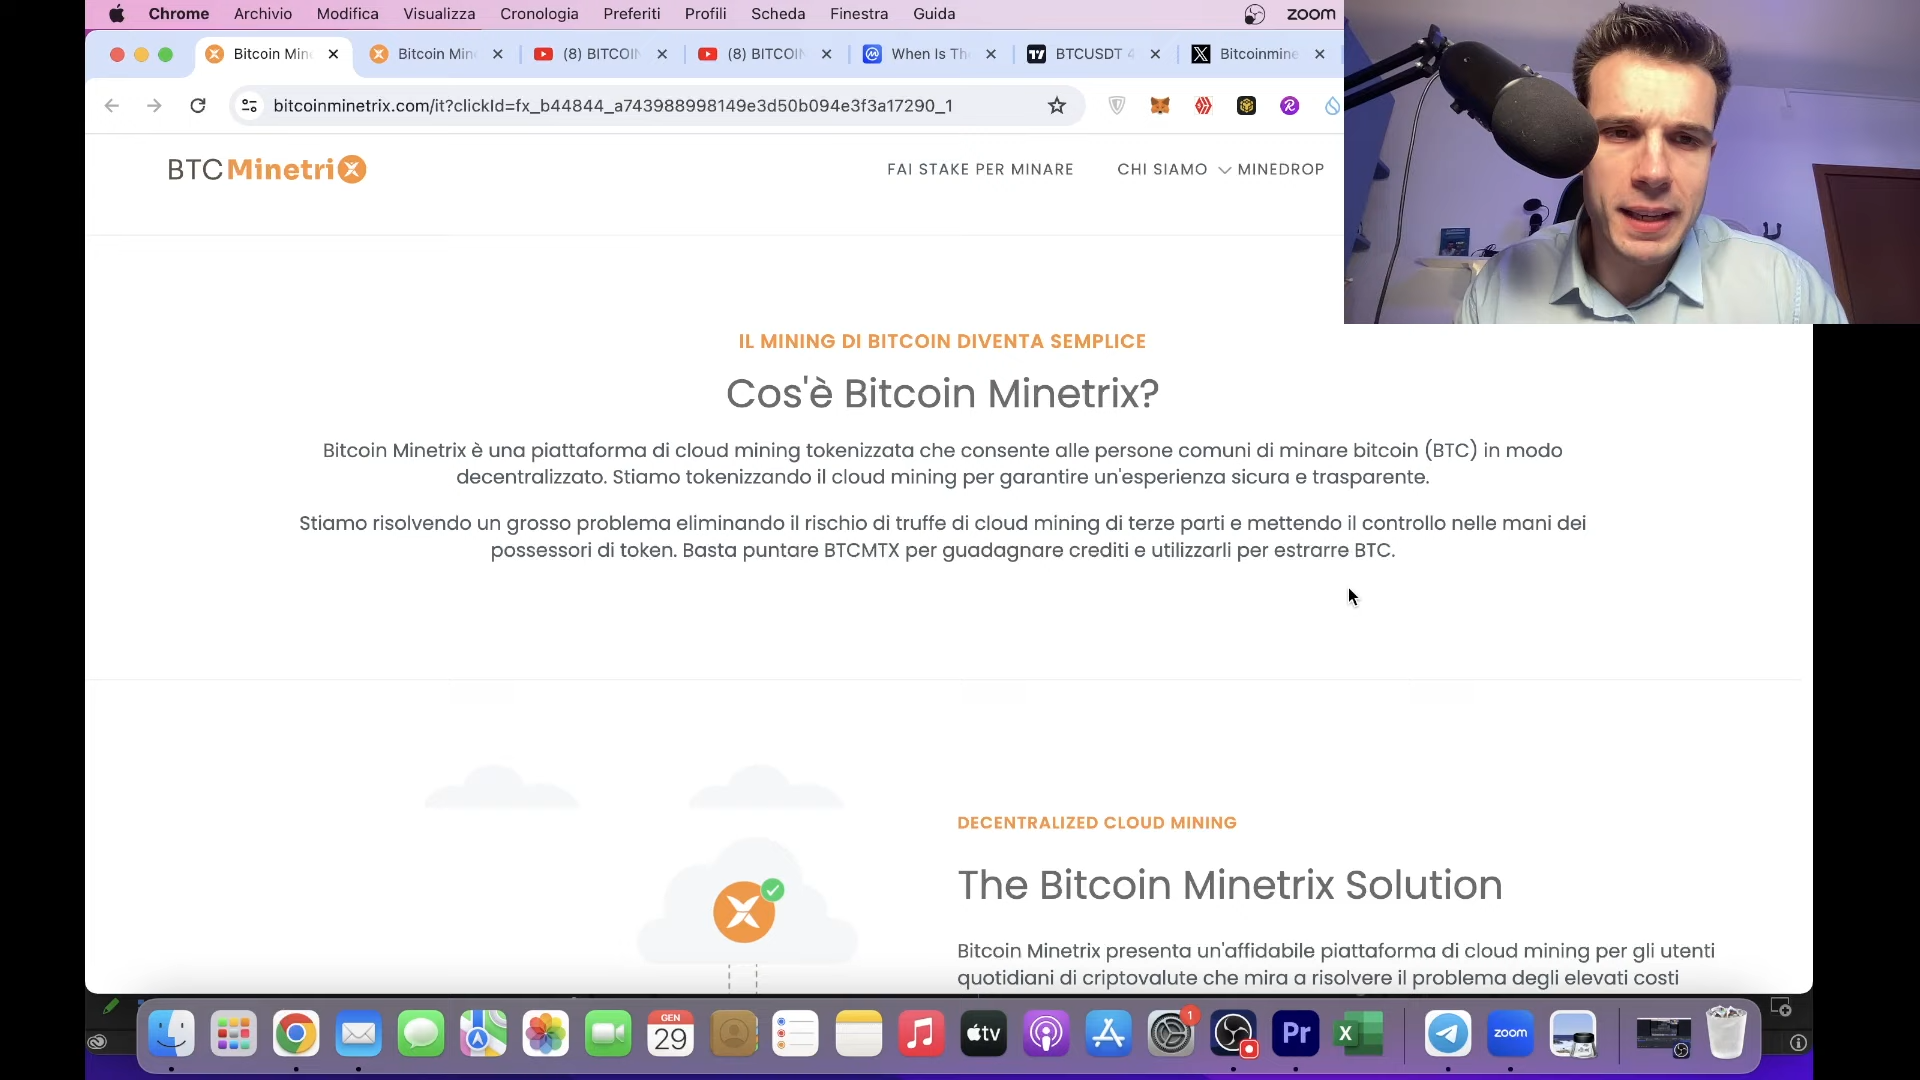 Chrome Archivio Modifica Visualizza Cronologia Preferiti Profili Scheda Finestra Guida zoom
Bitcoin Min (8) BITCOI (8) BITCOI When Is Th BTCUSDT 4 Bitcoinmine
bitcoinminetrix.com/it?clickId=fx_b44844_a743988998149e3d50b094e3f3a17290_1
BTCMinetriX FAI STAKE PER MINARE CHI SIAMO MINEDROP
IL MINING DI BITCOIN DIVENTA SEMPLICE
Cos'è Bitcoin Minetrix?
Bitcoin Minetrix è una piattaforma di cloud mining tokenizzata che consente alle persone comuni di minare bitcoin (BTC) in modo
decentralizzato. Stiamo tokenizzando il cloud mining per garantire un'esperienza sicura e trasparente.
Stiamo risolvendo un grosso problema eliminando il rischio di truffe di cloud mining di terze parti e mettendo il controllo nelle mani dei
possessori di token. Basta puntare BTCMTX per guadagnare crediti e utilizzarli per estrarre BTC.
DECENTRALIZED CLOUD MINING
The Bitcoin Minetrix Solution
Bitcoin Minetrix presenta un'affidabile piattaforma di cloud mining per gli utenti
quotidiani di criptovalute che mira a risolvere il problema degli elevati costi
GEN
29
tv
1
Pr
X
zoom